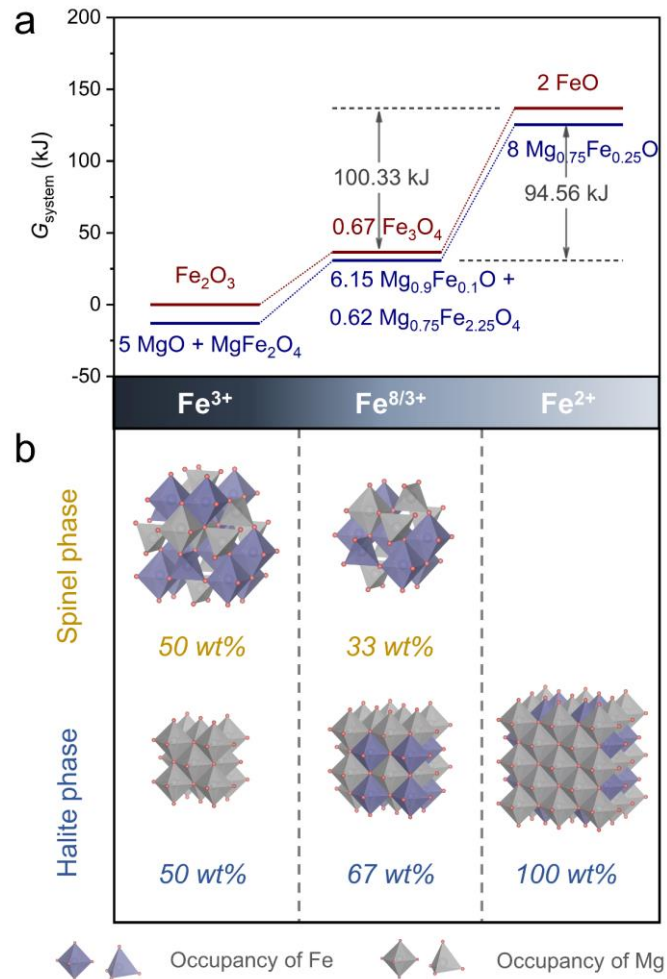 a
200
150
100
50
0
-50
G_system (kJ)
2 FeO
8 Mg₀.₇₅Fe₀.₂₅O
100.33 kJ
94.56 kJ
0.67 Fe₃O₄
6.15 Mg₀.₉Fe₀.₁O +
0.62 Mg₀.₇₅Fe₂.₂₅O₄
Fe₂O₃
5 MgO + MgFe₂O₄
Fe³⁺ Fe⁸ᐟ³⁺ Fe²⁺
b
Spinel phase
50 wt% 33 wt%
Halite phase
50 wt% 67 wt% 100 wt%
Occupancy of Fe Occupancy of Mg